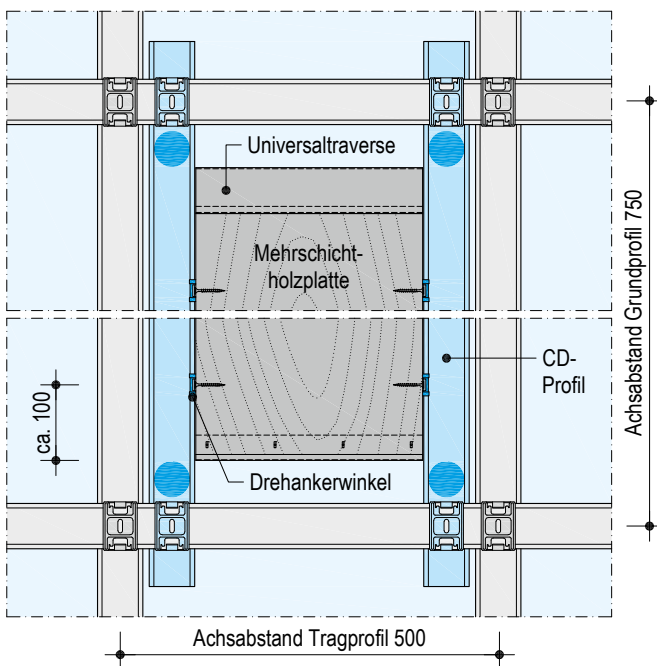 Universaltraverse
Mehrschicht-
holzplatte
Achsabstand Grundprofil 750
CD-
Profil
ca. 100
Drehankerwinkel
Achsabstand Tragprofil 500